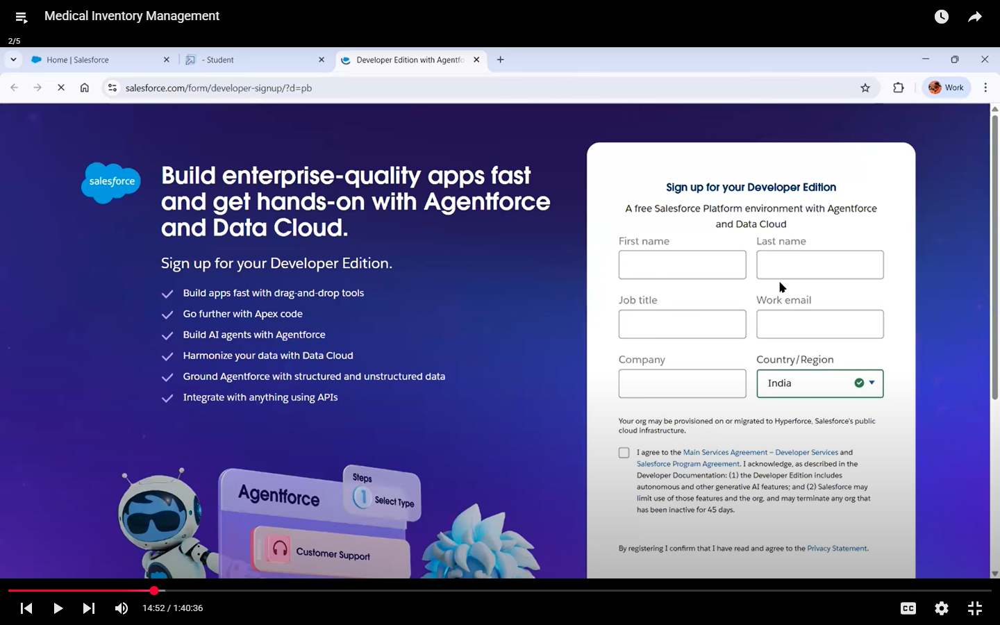 Medical Inventory Management
2/5
Home | Salesforce
- Student
Developer Edition with Agentfo
salesforce.com/form/developer-signup/?d=pb
Work
salesforce
Build enterprise-quality apps fast
and get hands-on with Agentforce
and Data Cloud.
Sign up for your Developer Edition.
Build apps fast with drag-and-drop tools
Go further with Apex code
Build AI agents with Agentforce
Harmonize your data with Data Cloud
Ground Agentforce with structured and unstructured data
Integrate with anything using APIs
Agentforce
Steps
1 Select Type
Customer Support
Sign up for your Developer Edition
A free Salesforce Platform environment with Agentforce
and Data Cloud
First name Last name
Job title Work email
Company Country/Region
India
Your org may be provisioned on or migrated to Hyperforce, Salesforce's public
cloud infrastructure.
I agree to the Main Services Agreement – Developer Services and
Salesforce Program Agreement. I acknowledge, as described in the
Developer Documentation: (1) the Developer Edition includes
autonomous and other generative AI features; and (2) Salesforce may
limit use of those features and the org, and may terminate any org that
has been inactive for 45 days.
By registering I confirm that I have read and agree to the Privacy Statement.
14:52 / 1:40:36
CC